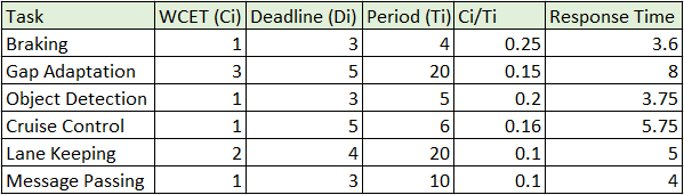 Task WCET (Ci) Deadline (Di) Period (Ti) Ci/Ti Response Time
Braking 1 3 4 0.25 3.6
Gap Adaptation 3 5 20 0.15 8
Object Detection 1 3 5 0.2 3.75
Cruise Control 1 5 6 0.16 5.75
Lane Keeping 2 4 20 0.1 5
Message Passing 1 3 10 0.1 4